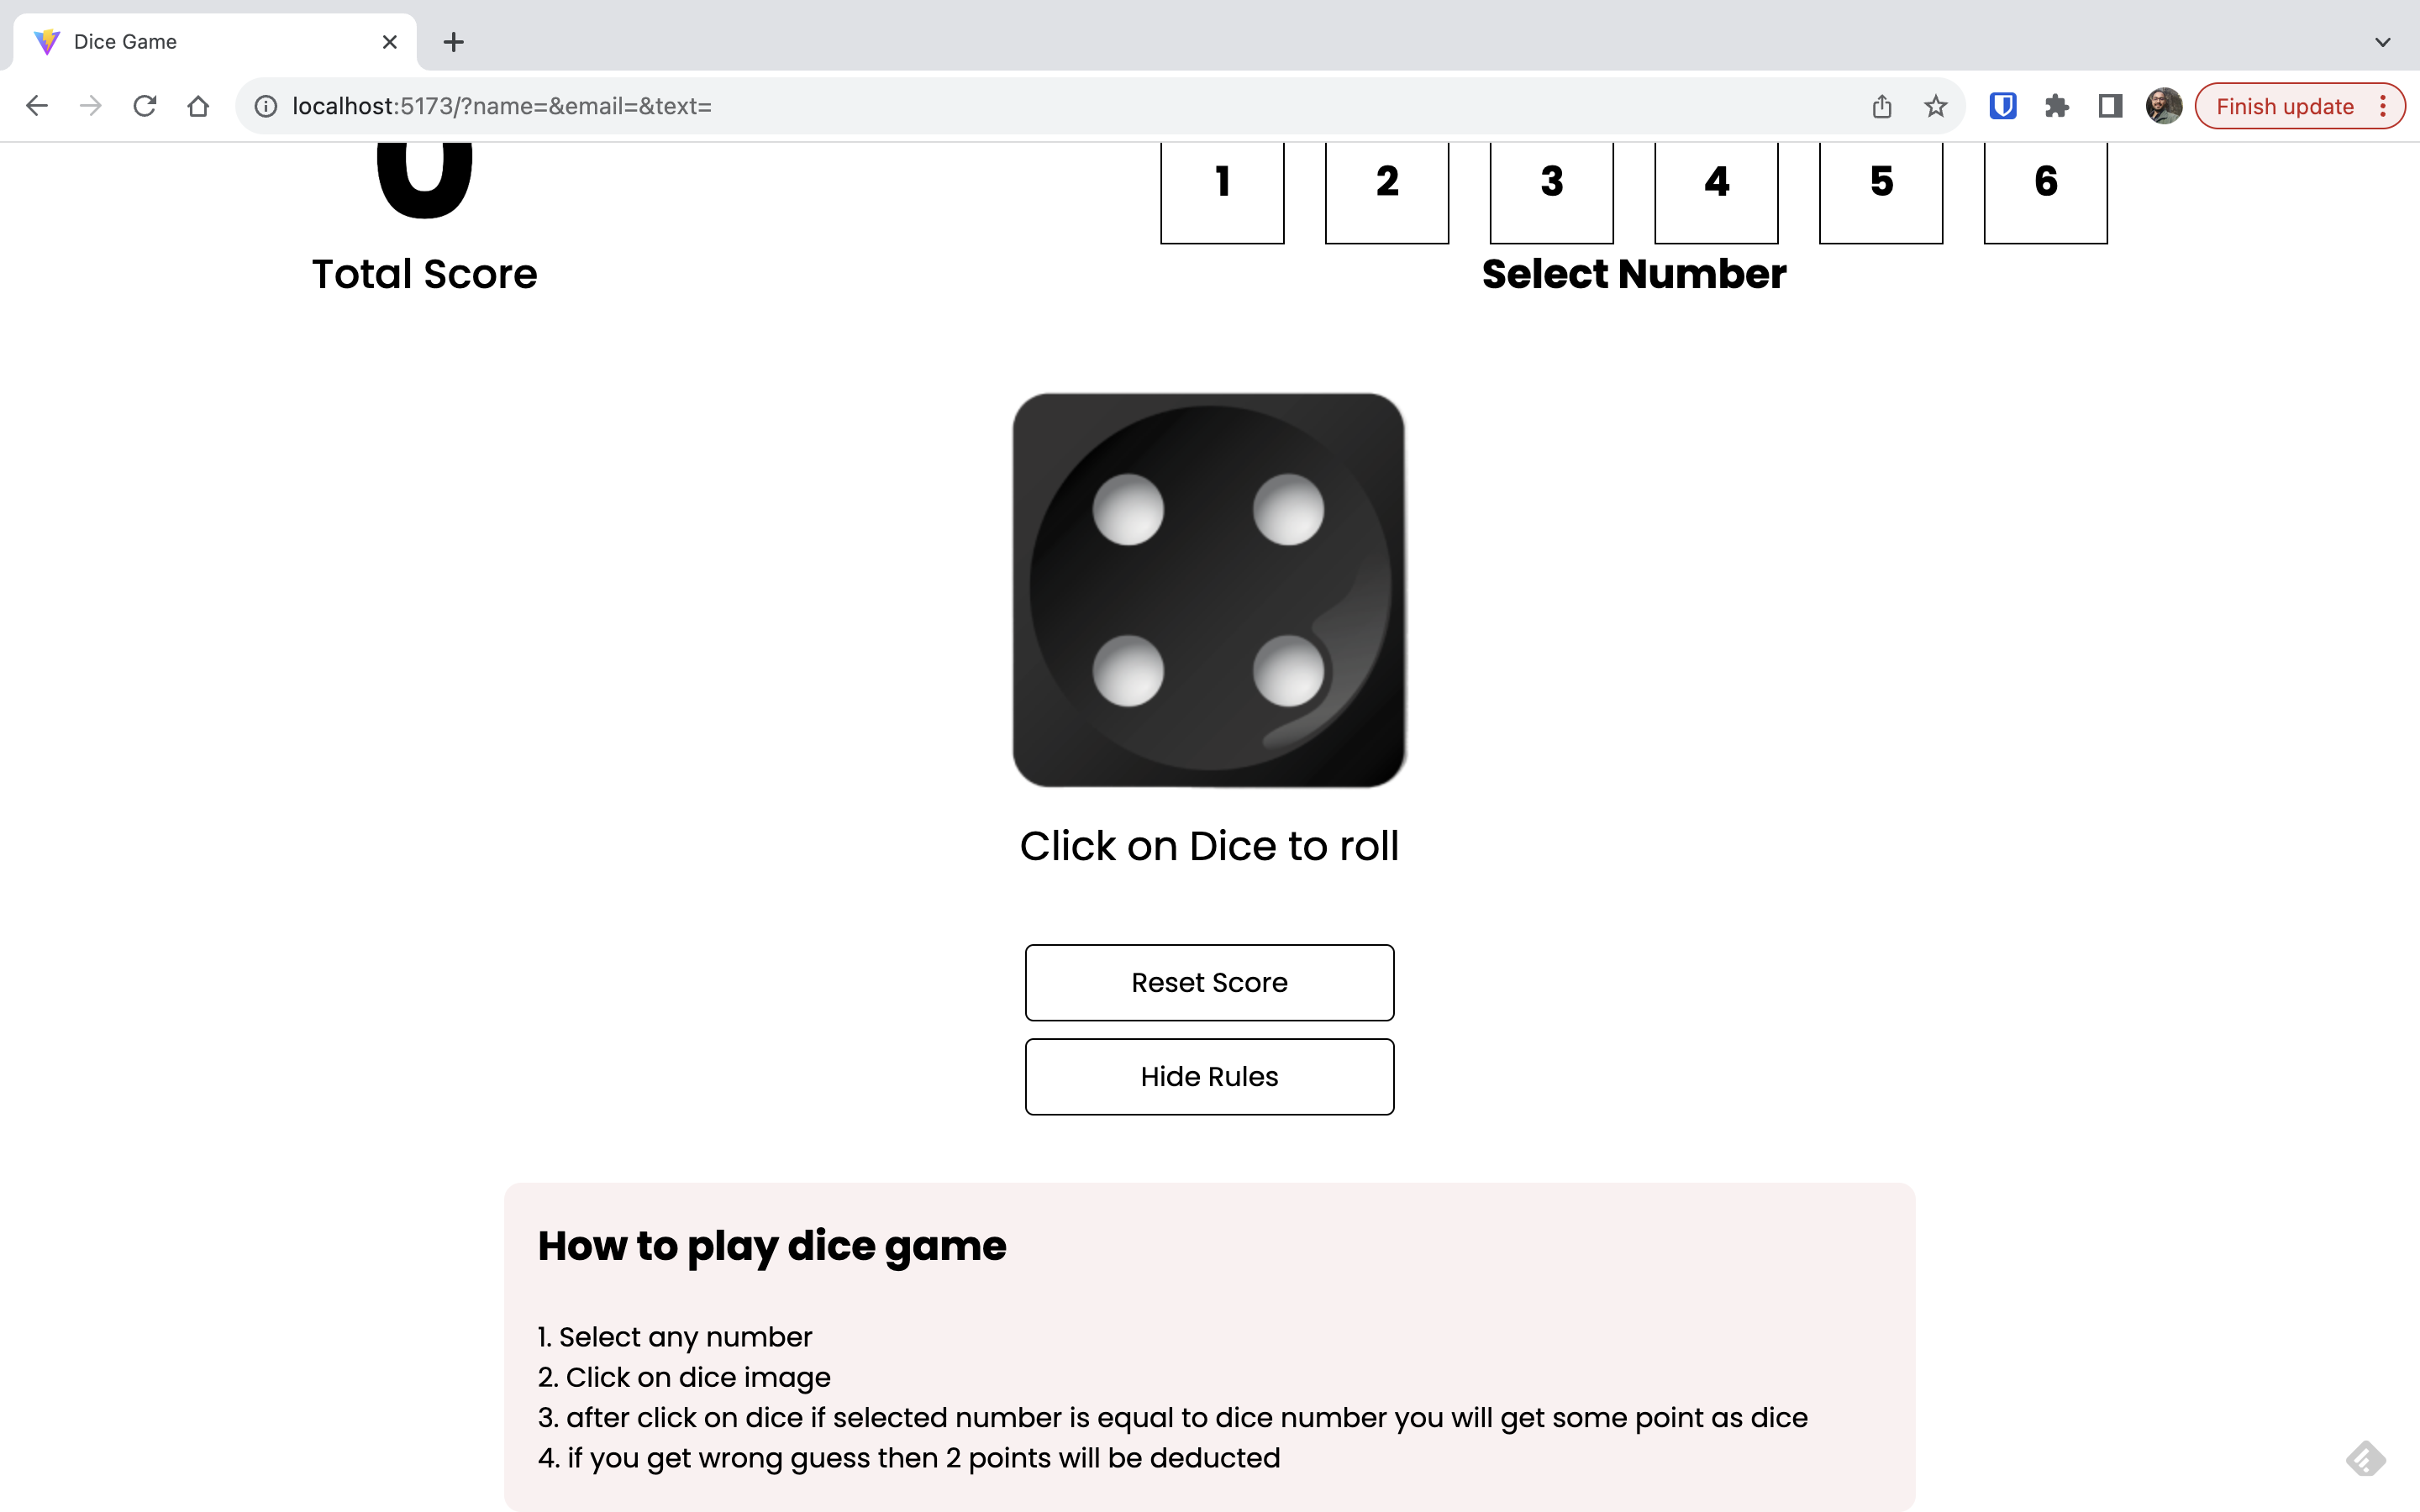 Dice Game
localhost:5173/?name=&email=&text=
Finish update
0
1 2 3 4 5 6
Total Score
Select Number
Click on Dice to roll
Reset Score
Hide Rules
How to play dice game
1. Select any number
2. Click on dice image
3. after click on dice if selected number is equal to dice number you will get some point as dice
4. if you get wrong guess then 2 points will be deducted